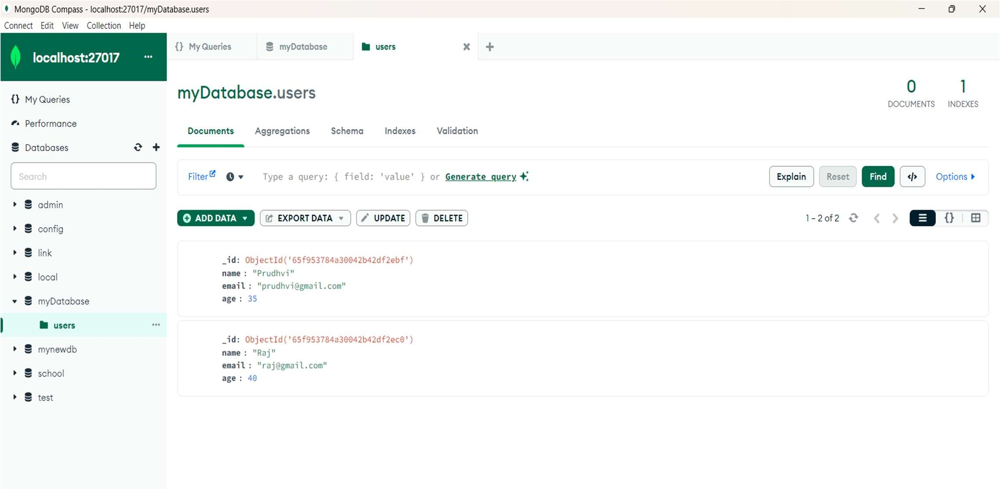 MongoDB Compass - localhost:27017/myDatabase.users
Connect Edit View Collection Help
localhost:27017 ···
{} My Queries
myDatabase
users
My Queries
Performance
Databases
Search
admin
config
link
local
myDatabase
users ···
mynewdb
school
test
myDatabase.users
0 1
DOCUMENTS INDEXES
Documents Aggregations Schema Indexes Validation
Filter Type a query: { field: 'value' } or Generate query Explain Reset Find </> Options
ADD DATA EXPORT DATA UPDATE DELETE 1 – 2 of 2 {}
_id: ObjectId('65f953784a30042b42df2ebf')
name : "Prudhvi"
email : "prudhvi@gmail.com"
age : 35
_id: ObjectId('65f953784a30042b42df2ec0')
name : "Raj"
email : "raj@gmail.com"
age : 40